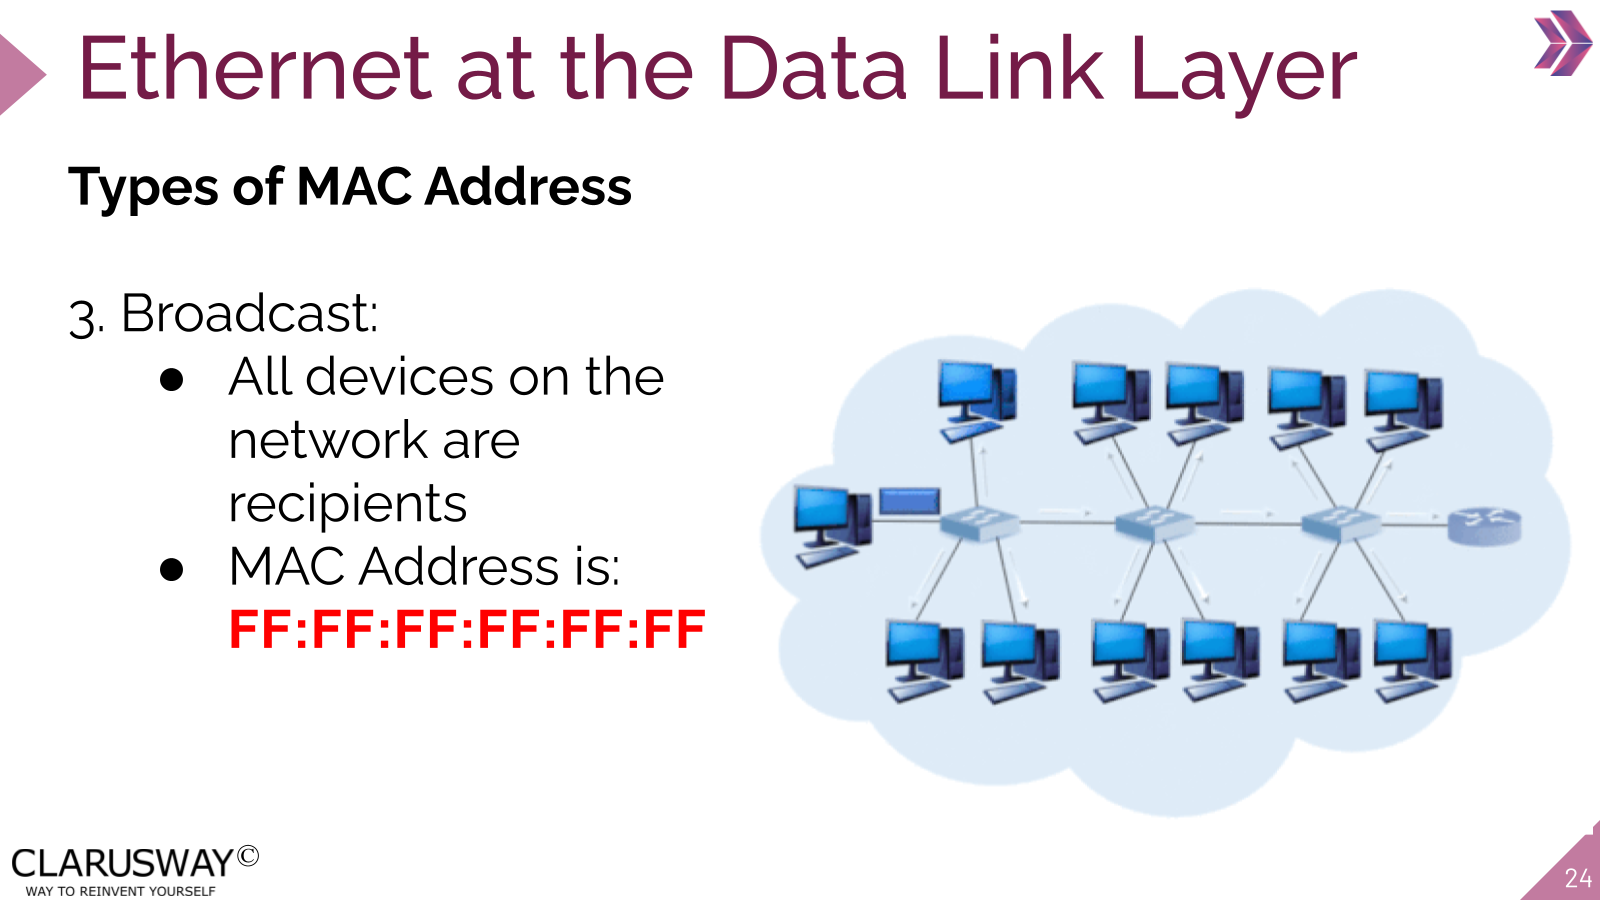 Ethernet at the Data Link Layer
Types of MAC Address
3. Broadcast:
● All devices on the
network are
recipients
● MAC Address is:
FF:FF:FF:FF:FF:FF
CLARUSWAY©
WAY TO REINVENT YOURSELF
24